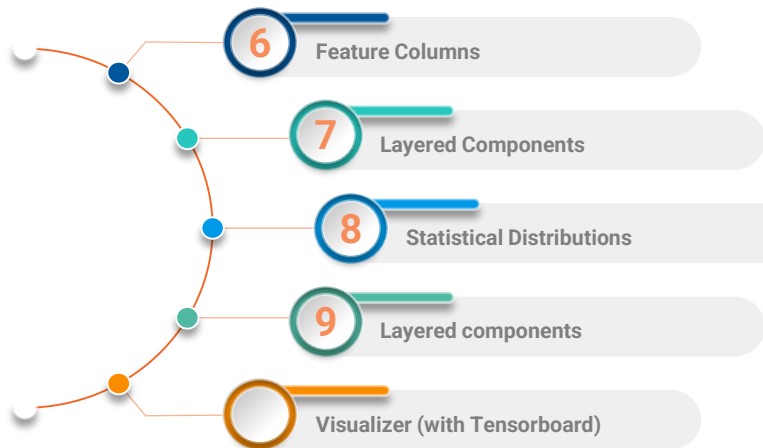 6
Feature Columns
7
Layered Components
8
Statistical Distributions
9
Layered components
Visualizer (with Tensorboard)